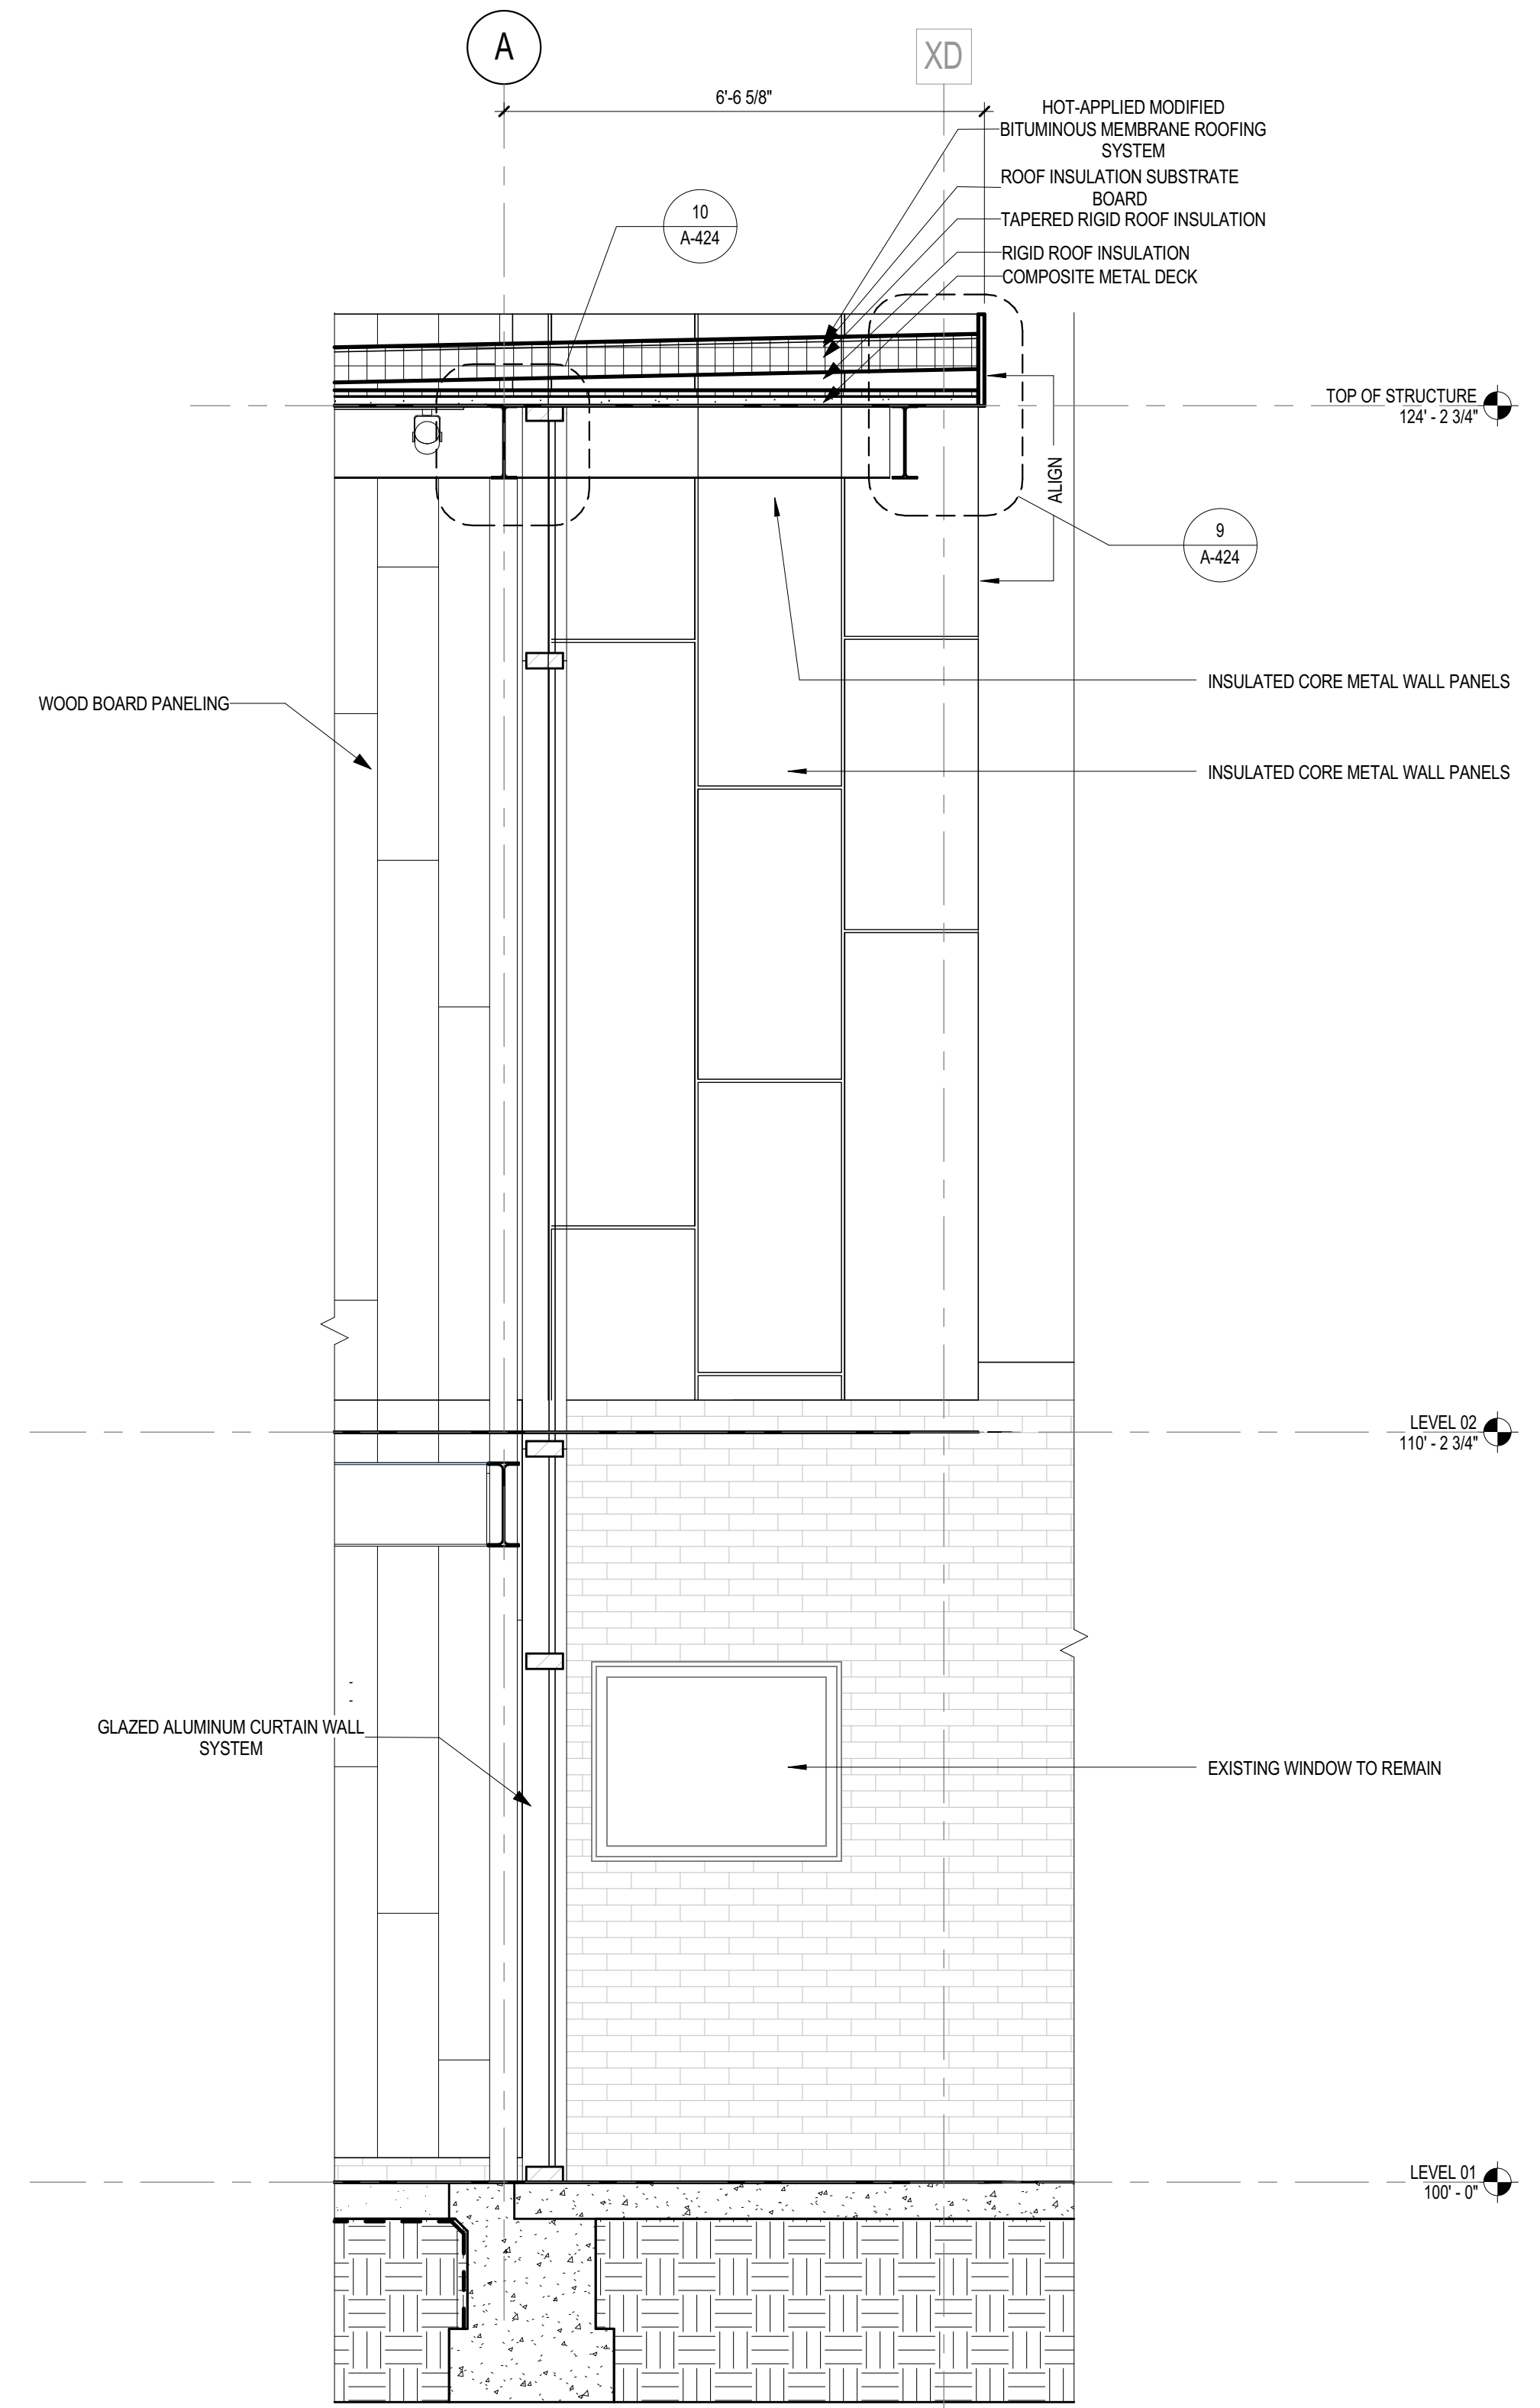 A
XD
6'-6 5/8"
HOT-APPLIED MODIFIED
BITUMINOUS MEMBRANE ROOFING
SYSTEM
ROOF INSULATION SUBSTRATE
BOARD
TAPERED RIGID ROOF INSULATION
RIGID ROOF INSULATION
COMPOSITE METAL DECK
10
A-424
TOP OF STRUCTURE
124' - 2 3/4"
ALIGN
9
A-424
INSULATED CORE METAL WALL PANELS
WOOD BOARD PANELING
INSULATED CORE METAL WALL PANELS
LEVEL 02
110' - 2 3/4"
-
-
GLAZED ALUMINUM CURTAIN WALL
SYSTEM
EXISTING WINDOW TO REMAIN
LEVEL 01
100' - 0"